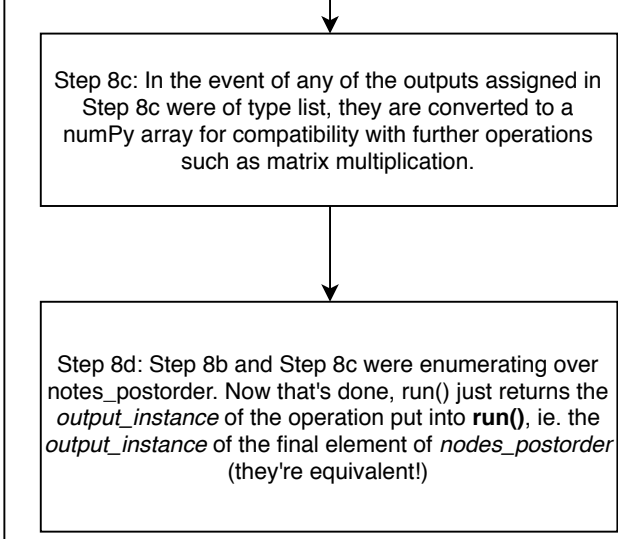 Step 8c: In the event of any of the outputs assigned in
Step 8c were of type list, they are converted to a
numPy array for compatibility with further operations
such as matrix multiplication.
Step 8d: Step 8b and Step 8c were enumerating over
notes_postorder. Now that's done, run() just returns the
output_instance of the operation put into run(), ie. the
output_instance of the final element of nodes_postorder
(they're equivalent!)